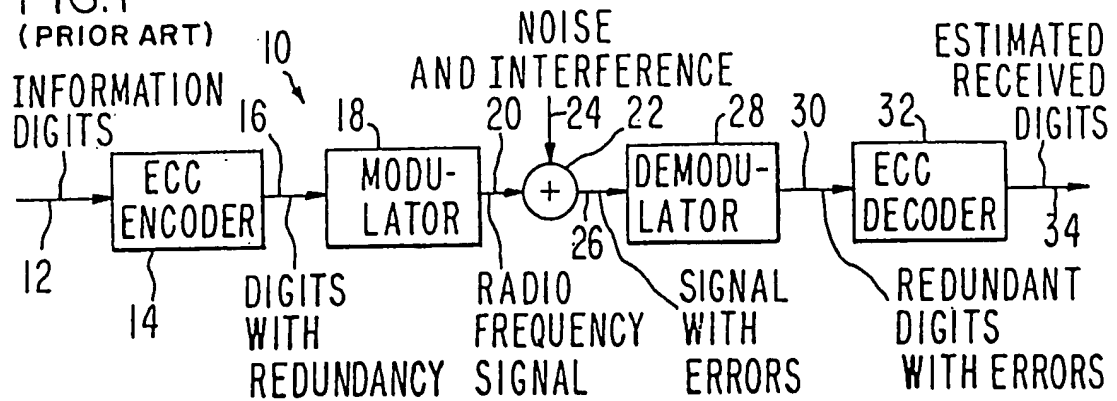 FIG.1
(PRIOR ART)
INFORMATION
DIGITS
10
NOISE
AND INTERFERENCE
ESTIMATED
RECEIVED
DIGITS
12
ECC
ENCODER
14
16
DIGITS
WITH
REDUNDANCY
18
MODU-
LATOR
20
RADIO
FREQUENCY
SIGNAL
24
22
+
26
SIGNAL
WITH
ERRORS
28
DEMODU-
LATOR
30
REDUNDANT
DIGITS
WITH ERRORS
32
ECC
DECODER
34